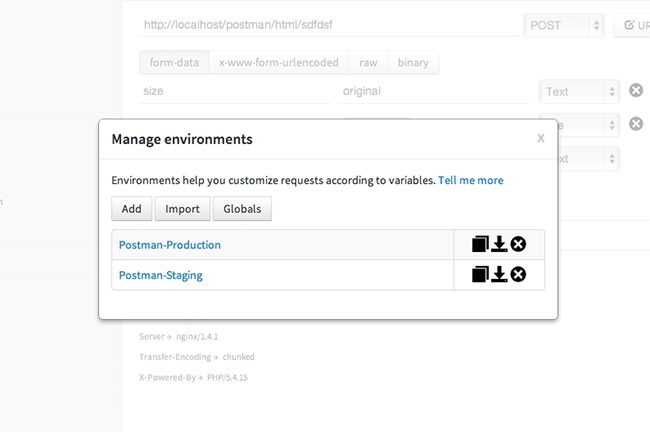 http://localhost/postman/html/sdfdsf POST UR
form-data x-www-form-urlencoded raw binary
size original Text
Manage environments X
Environments help you customize requests according to variables. Tell me more
Add Import Globals
Postman-Production
Postman-Staging
Server → nginx/1.4.1
Transfer-Encoding → chunked
X-Powered-By → PHP/5.4.15